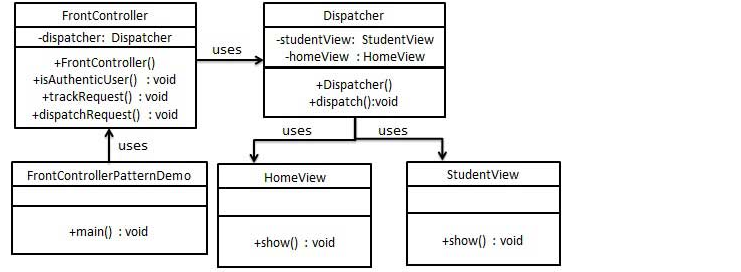 FrontController
-dispatcher: Dispatcher
+FrontController()
+isAuthenticUser() : void
+trackRequest() : void
+dispatchRequest() : void
uses
Dispatcher
-studentView: StudentView
-homeView : HomeView
+Dispatcher()
+dispatch():void
uses
uses
uses
FrontControllerPatternDemo
+main() : void
HomeView
+show() : void
StudentView
+show() : void